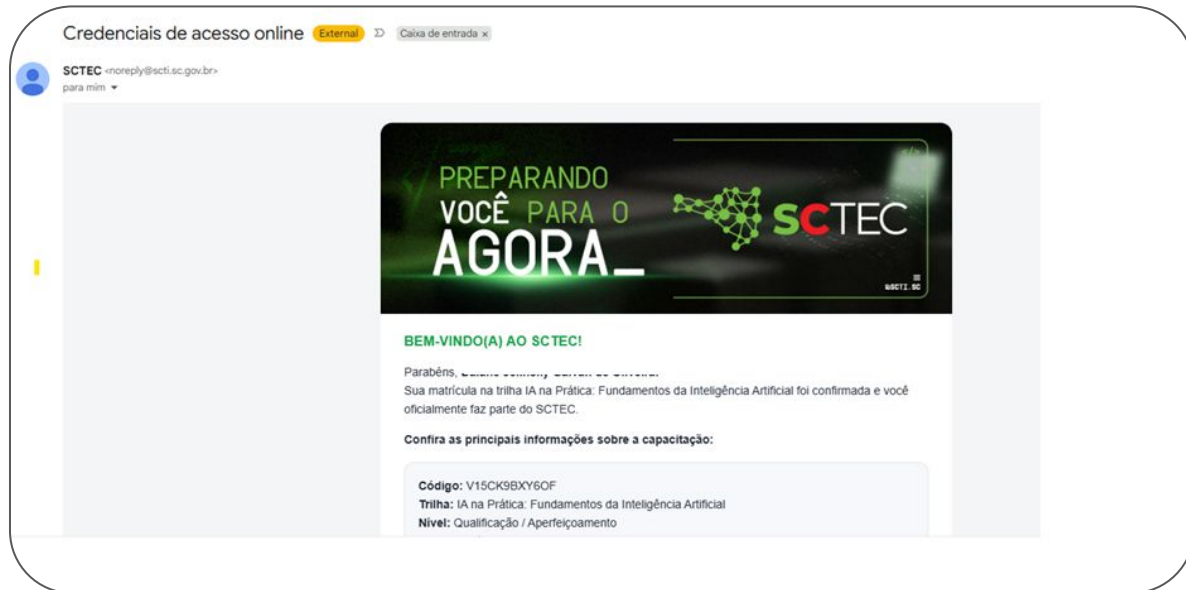 Credenciais de acesso online External Caixa de entrada ×
SCTEC <noreply@scti.sc.gov.br>
para mim
PREPARANDO
VOCÊ PARA O
AGORA_
SCTEC
</>
@SCTI.SC
BEM-VINDO(A) AO SCTEC!
Parabéns,
Sua matrícula na trilha IA na Prática: Fundamentos da Inteligência Artificial foi confirmada e você
oficialmente faz parte do SCTEC.
Confira as principais informações sobre a capacitação:
Código: V15CK9BXY6OF
Trilha: IA na Prática: Fundamentos da Inteligência Artificial
Nível: Qualificação / Aperfeiçoamento